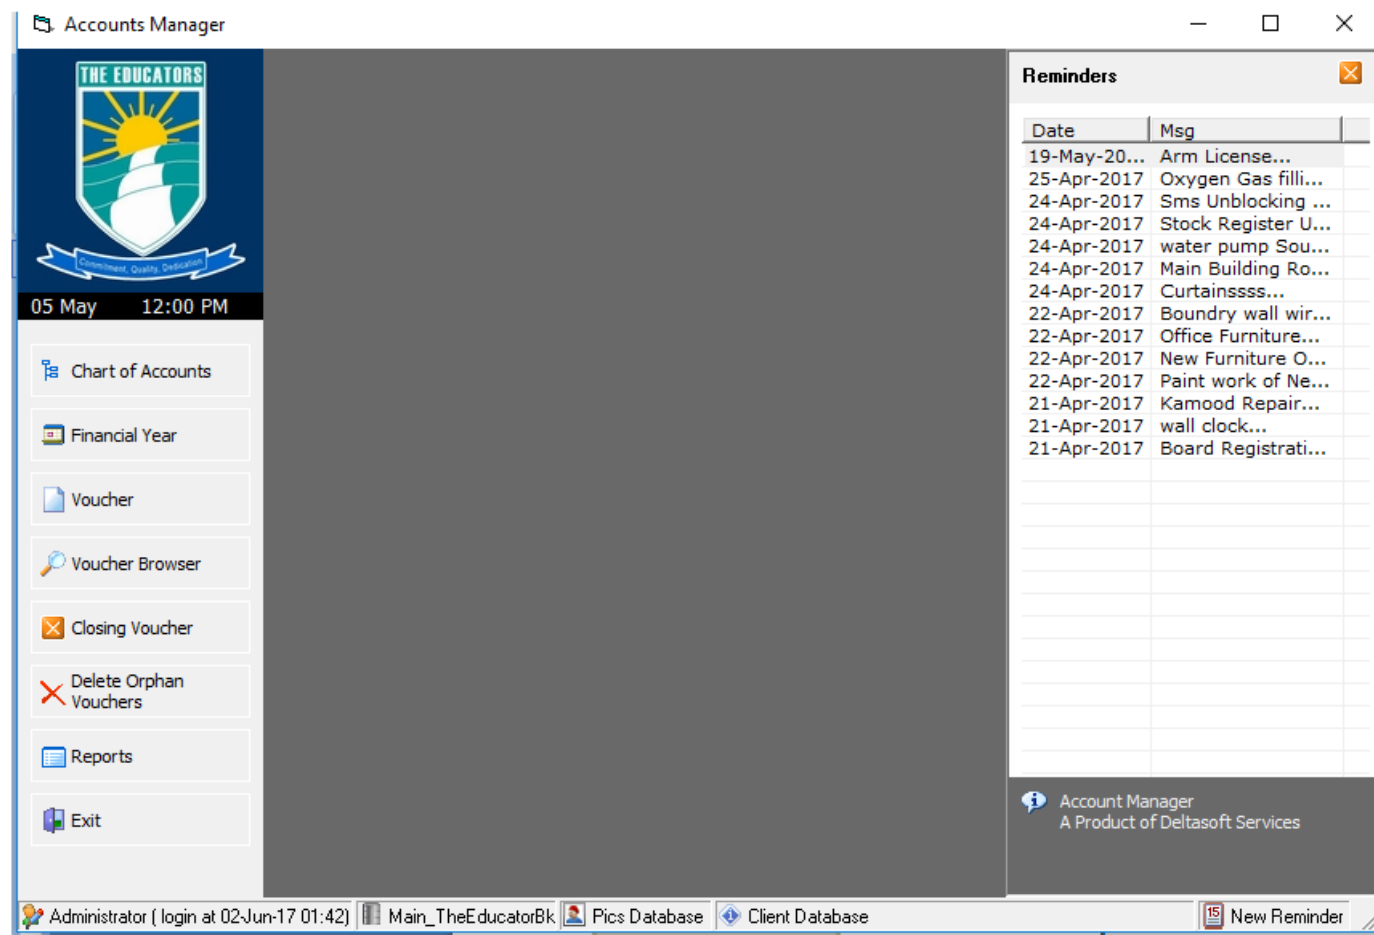 Accounts Manager
THE EDUCATORS
Commitment, Quality, Dedication
05 May 12:00 PM
Chart of Accounts
Financial Year
Voucher
Voucher Browser
Closing Voucher
Delete Orphan
Vouchers
Reports
Exit
Reminders
Date Msg
19-May-20... Arm License...
25-Apr-2017 Oxygen Gas filli...
24-Apr-2017 Sms Unblocking ...
24-Apr-2017 Stock Register U...
24-Apr-2017 water pump Sou...
24-Apr-2017 Main Building Ro...
24-Apr-2017 Curtainssss...
22-Apr-2017 Boundry wall wir...
22-Apr-2017 Office Furniture...
22-Apr-2017 New Furniture O...
22-Apr-2017 Paint work of Ne...
21-Apr-2017 Kamood Repair...
21-Apr-2017 wall clock...
21-Apr-2017 Board Registrati...
Account Manager
A Product of Deltasoft Services
Administrator ( login at 02-Jun-17 01:42) Main_TheEducatorBk Pics Database Client Database 15 New Reminder